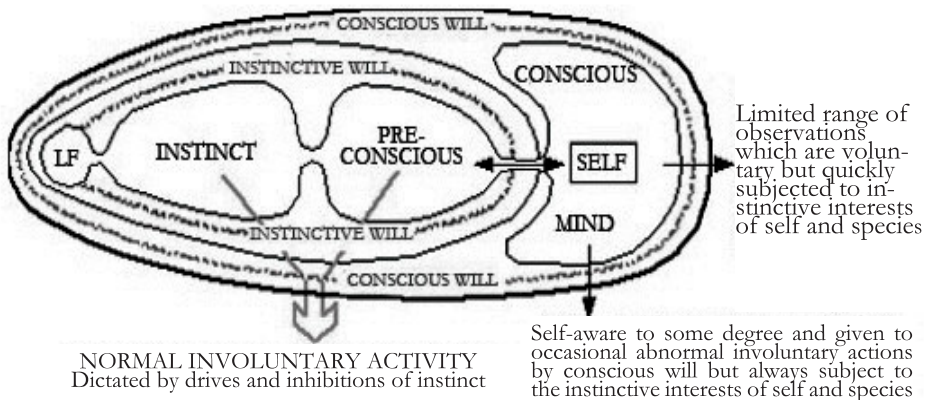 CONSCIOUS WILL
INSTINCTIVE WILL
CONSCIOUS
LF
INSTINCT
PRE-
CONSCIOUS
SELF
MIND
INSTINCTIVE WILL
CONSCIOUS WILL
Limited range of
observations
which are volun-
tary but quickly
subjected to in-
stinctive interests
of self and species
NORMAL INVOLUNTARY ACTIVITY
Dictated by drives and inhibitions of instinct
Self-aware to some degree and given to
occasional abnormal involuntary actions
by conscious will but always subject to
the instinctive interests of self and species